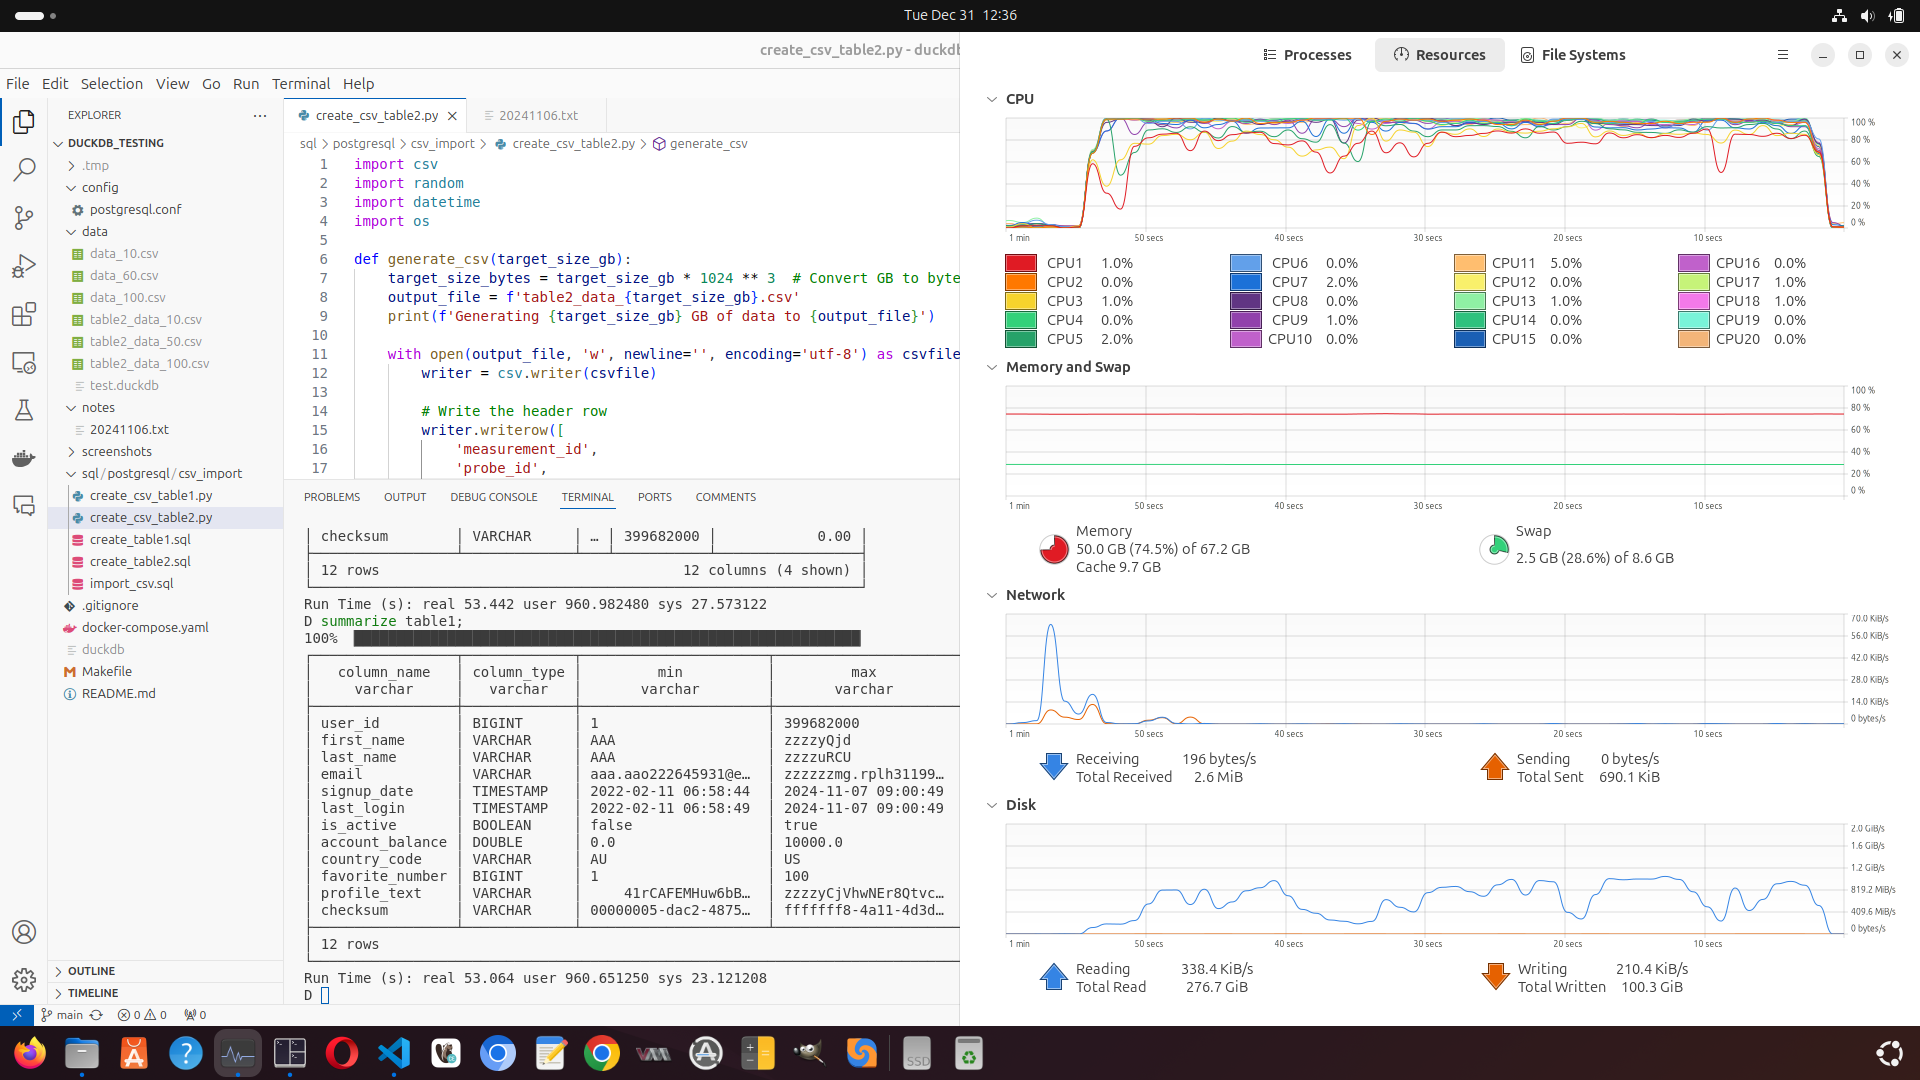 Tue Dec 31 12:36
create_csv_table2.py - duckdb
File Edit Selection View Go Run Terminal Help
EXPLORER
DUCKDB_TESTING
.tmp
config
postgresql.conf
data
data_10.csv
data_60.csv
data_100.csv
table2_data_10.csv
table2_data_50.csv
table2_data_100.csv
test.duckdb
notes
20241106.txt
screenshots
sql/postgresql/csv_import
create_csv_table1.py
create_csv_table2.py
create_table1.sql
create_table2.sql
import_csv.sql
.gitignore
docker-compose.yaml
duckdb
Makefile
README.md
OUTLINE
TIMELINE
create_csv_table2.py
20241106.txt
sql > postgresql > csv_import > create_csv_table2.py > generate_csv
1 import csv
2 import random
3 import datetime
4 import os
5
6 def generate_csv(target_size_gb):
7 target_size_bytes = target_size_gb * 1024 ** 3 # Convert GB to byte
8 output_file = f'table2_data_{target_size_gb}.csv'
9 print(f'Generating {target_size_gb} GB of data to {output_file}')
10
11 with open(output_file, 'w', newline='', encoding='utf-8') as csvfile
12 writer = csv.writer(csvfile)
13
14 # Write the header row
15 writer.writerow([
16 'measurement_id',
17 'probe_id',
PROBLEMS OUTPUT DEBUG CONSOLE TERMINAL PORTS COMMENTS
checksum VARCHAR … 399682000 0.00
12 rows 12 columns (4 shown)
Run Time (s): real 53.442 user 960.982480 sys 27.573122
D summarize table1;
100%
column_name column_type min max
varchar varchar varchar varchar
user_id BIGINT 1 399682000
first_name VARCHAR AAA zzzzyQjd
last_name VARCHAR AAA zzzzuRCU
email VARCHAR aaa.aao222645931@e… zzzzzzmg.rplh31199…
signup_date TIMESTAMP 2022-02-11 06:58:44 2024-11-07 09:00:49
last_login TIMESTAMP 2022-02-11 06:58:49 2024-11-07 09:00:49
is_active BOOLEAN false true
account_balance DOUBLE 0.0 10000.0
country_code VARCHAR AU US
favorite_number BIGINT 1 100
profile_text VARCHAR 41rCAFEMHuw6bB… zzzzyCjVhwNEr8Qtvc…
checksum VARCHAR 00000005-dac2-4875… fffffff8-4a11-4d3d…
12 rows
Run Time (s): real 53.064 user 960.651250 sys 23.121208
D
main 0 0 0
Processes Resources File Systems
CPU
100 %
80 %
60 %
40 %
20 %
0 %
1 min 50 secs 40 secs 30 secs 20 secs 10 secs
CPU1 1.0% CPU6 0.0% CPU11 5.0% CPU16 0.0%
CPU2 0.0% CPU7 2.0% CPU12 0.0% CPU17 1.0%
CPU3 1.0% CPU8 0.0% CPU13 1.0% CPU18 1.0%
CPU4 0.0% CPU9 1.0% CPU14 0.0% CPU19 0.0%
CPU5 2.0% CPU10 0.0% CPU15 0.0% CPU20 0.0%
Memory and Swap
100 %
80 %
60 %
40 %
20 %
0 %
1 min 50 secs 40 secs 30 secs 20 secs 10 secs
Memory
50.0 GB (74.5%) of 67.2 GB
Cache 9.7 GB
Swap
2.5 GB (28.6%) of 8.6 GB
Network
70.0 KiB/s
56.0 KiB/s
42.0 KiB/s
28.0 KiB/s
14.0 KiB/s
0 bytes/s
1 min 50 secs 40 secs 30 secs 20 secs 10 secs
Receiving 196 bytes/s
Total Received 2.6 MiB
Sending 0 bytes/s
Total Sent 690.1 KiB
Disk
2.0 GiB/s
1.6 GiB/s
1.2 GiB/s
819.2 MiB/s
409.6 MiB/s
0 bytes/s
1 min 50 secs 40 secs 30 secs 20 secs 10 secs
Reading 338.4 KiB/s
Total Read 276.7 GiB
Writing 210.4 KiB/s
Total Written 100.3 GiB
SSD